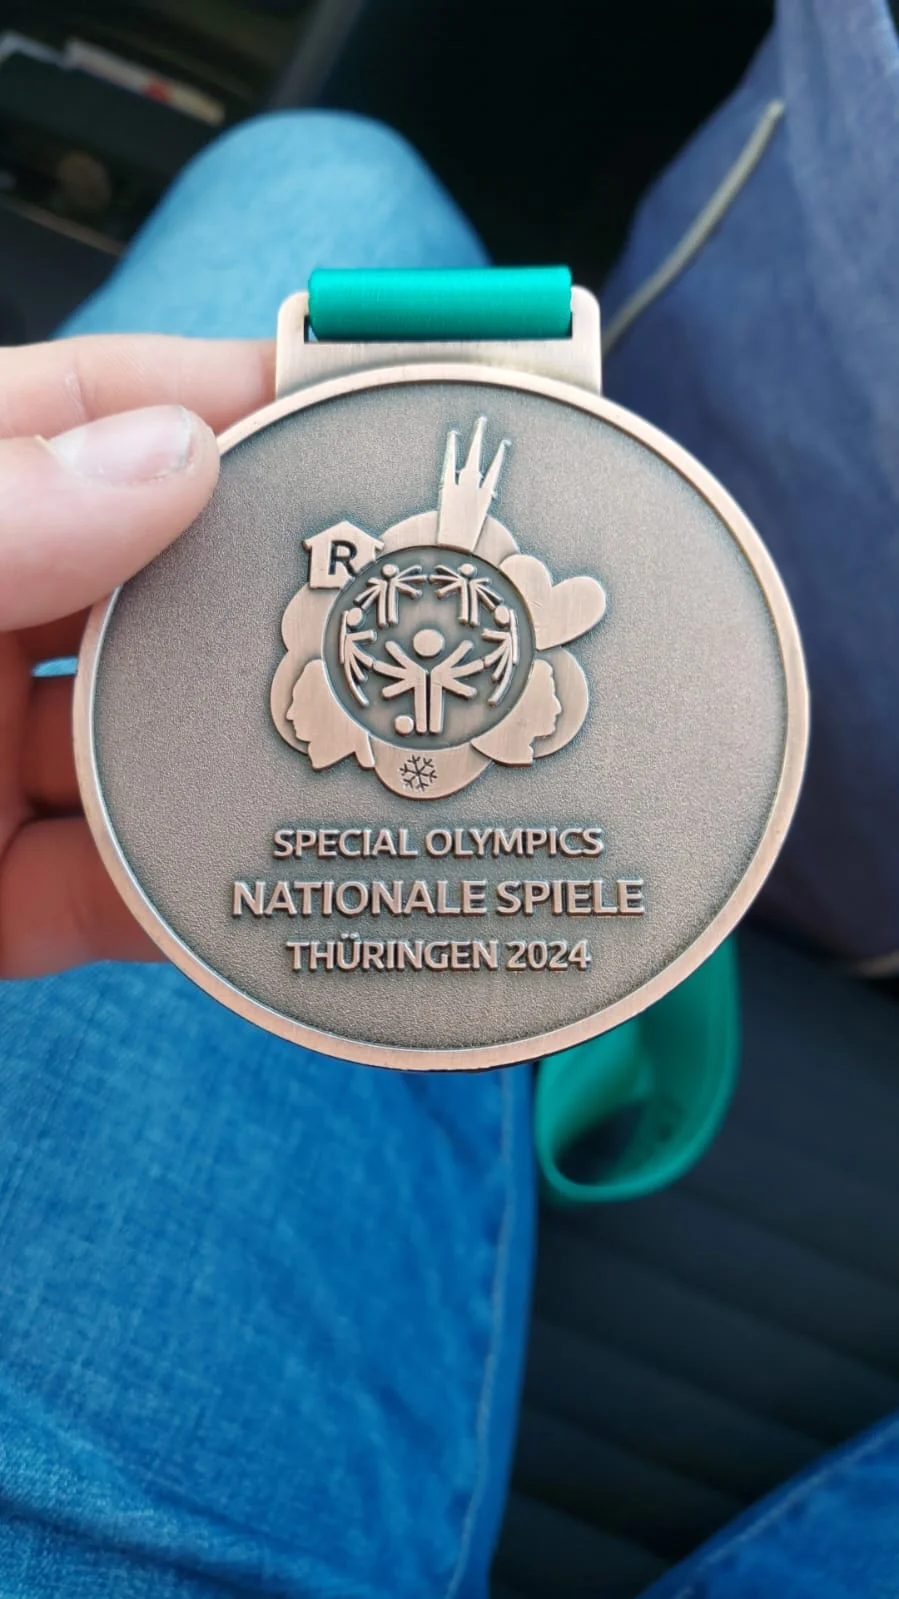 R
SPECIAL OLYMPICS
NATIONALE SPIELE
THÜRINGEN 2024